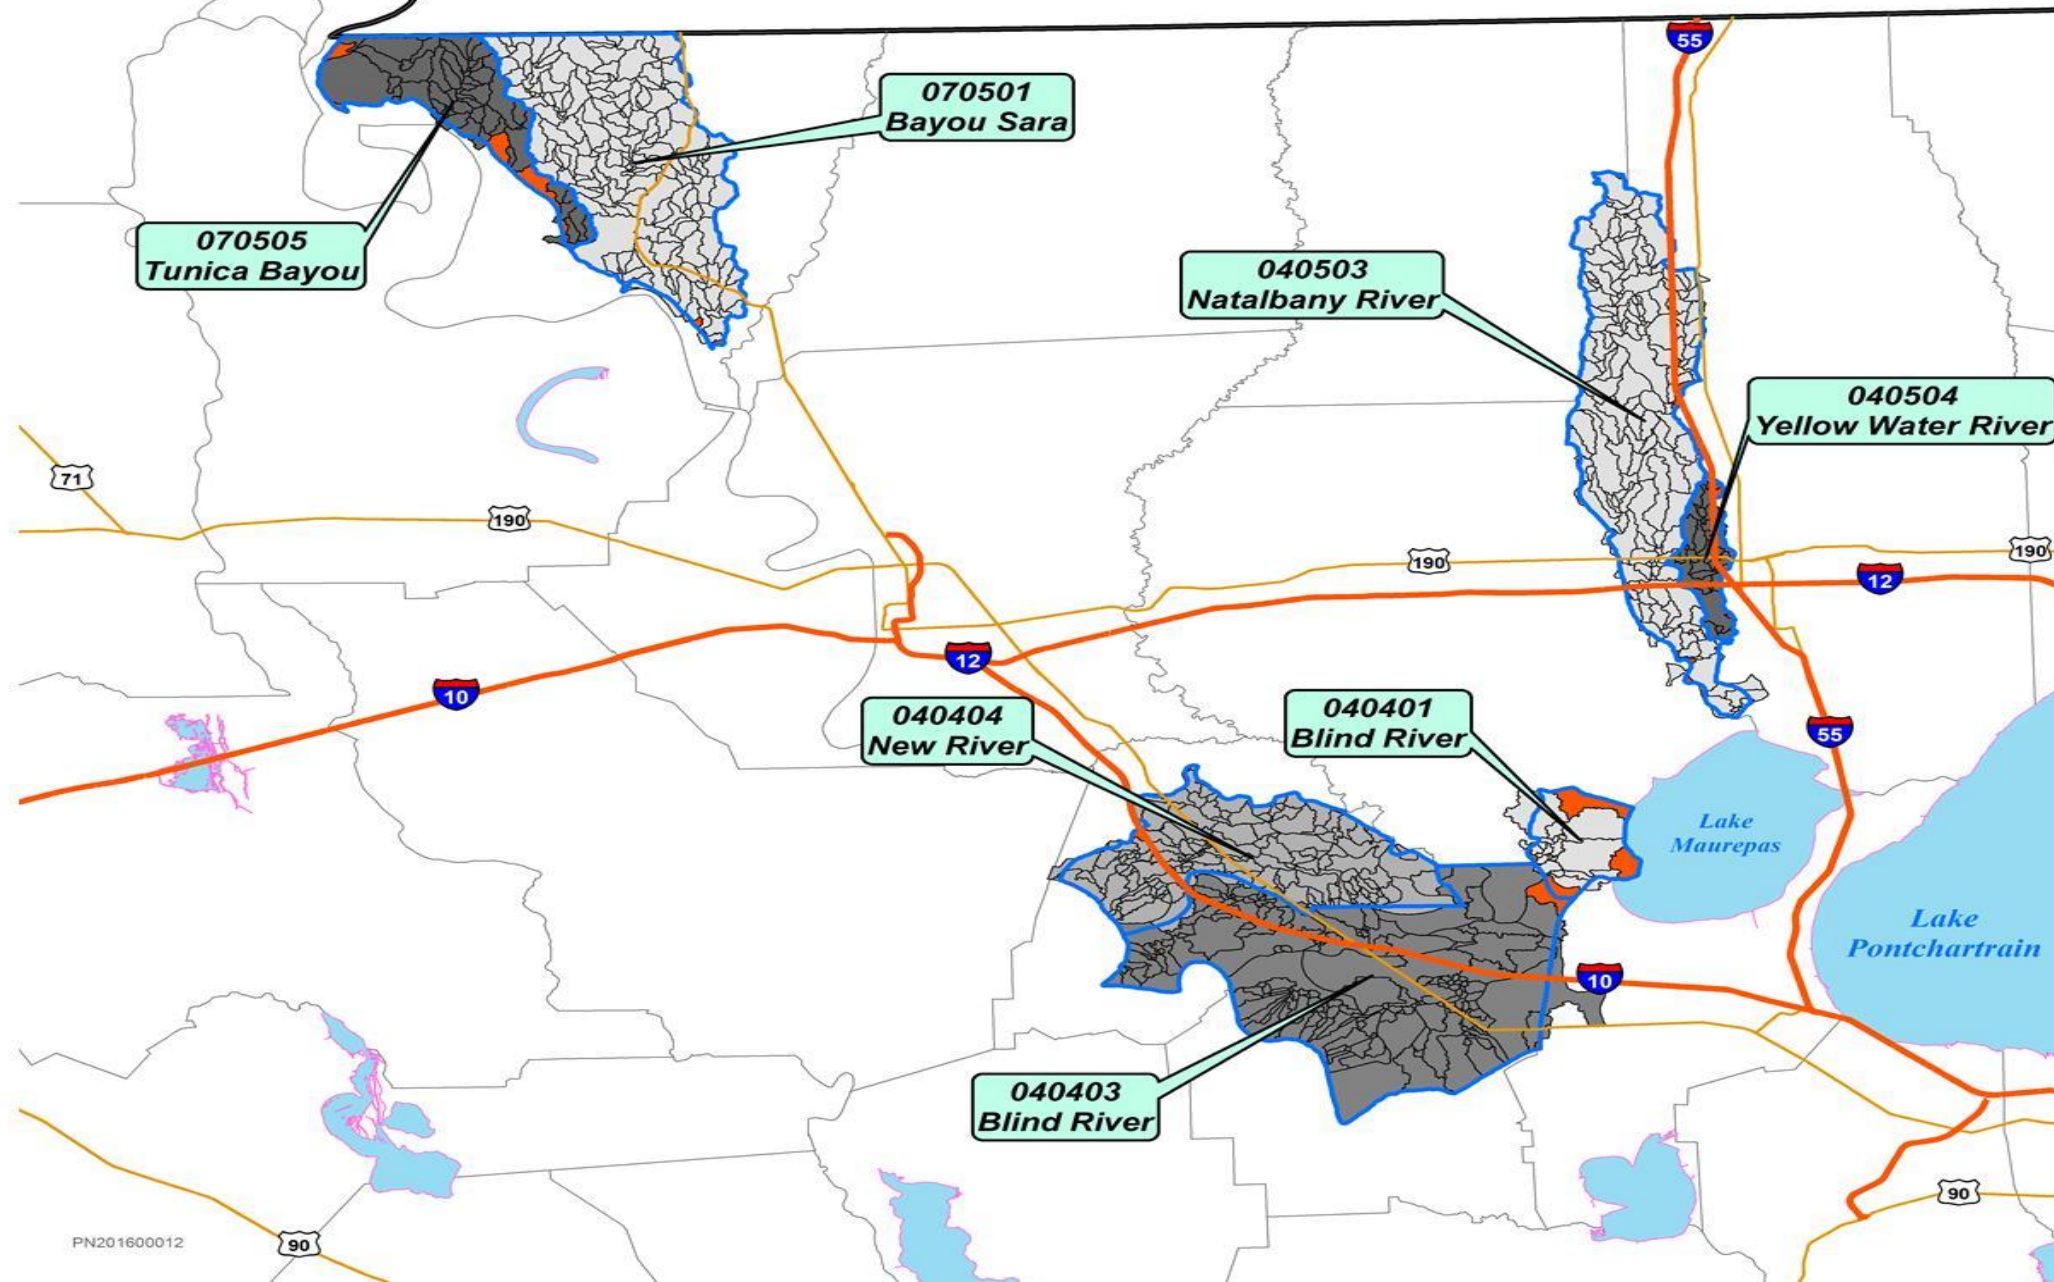 55
070501
Bayou Sara
070505
Tunica Bayou
040503
Natalbany River
040504
Yellow Water River
71
190
190
190
12
12
10
040404
New River
040401
Blind River
55
Lake
Maurepas
Lake
Pontchartrain
10
040403
Blind River
90
PN201600012
90